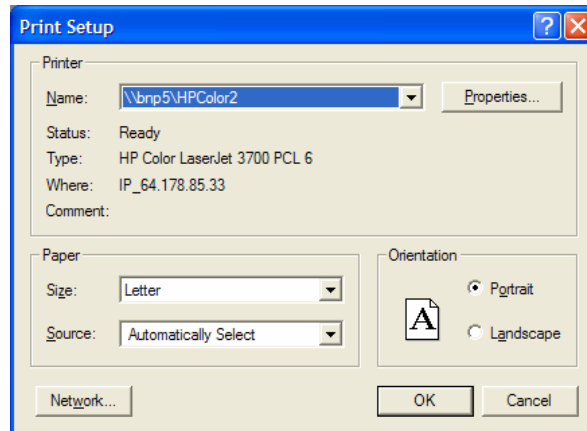 Print Setup
Printer
Name: \\bnp5\HPColor2 Properties...
Status: Ready
Type: HP Color LaserJet 3700 PCL 6
Where: IP_64.178.85.33
Comment:
Paper
Size: Letter
Source: Automatically Select
Orientation
A
Portrait
Landscape
Network... OK Cancel